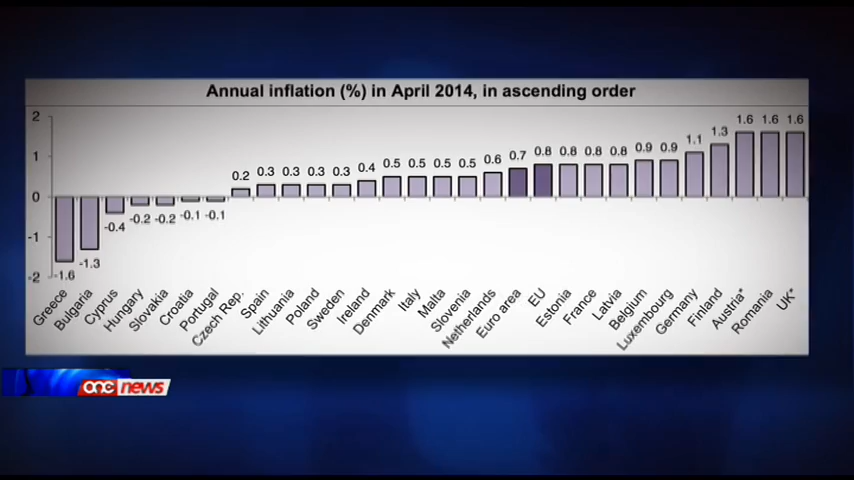 Annual inflation (%) in April 2014, in ascending order
2
1
0
-1
-2
-1.6
-1.3
-0.4
-0.2
-0.2
-0.1
-0.1
0.2
0.3
0.3
0.3
0.3
0.4
0.5
0.5
0.5
0.5
0.6
0.7
0.8
0.8
0.8
0.8
0.9
0.9
1.1
1.3
1.6
1.6
1.6
Greece
Bulgaria
Cyprus
Hungary
Slovakia
Croatia
Portugal
Czech Rep.
Spain
Lithuania
Poland
Sweden
Ireland
Denmark
Italy
Malta
Slovenia
Netherlands
Euro area
EU
Estonia
France
Latvia
Belgium
Luxembourg
Germany
Finland
Austria*
Romania
UK*
one news